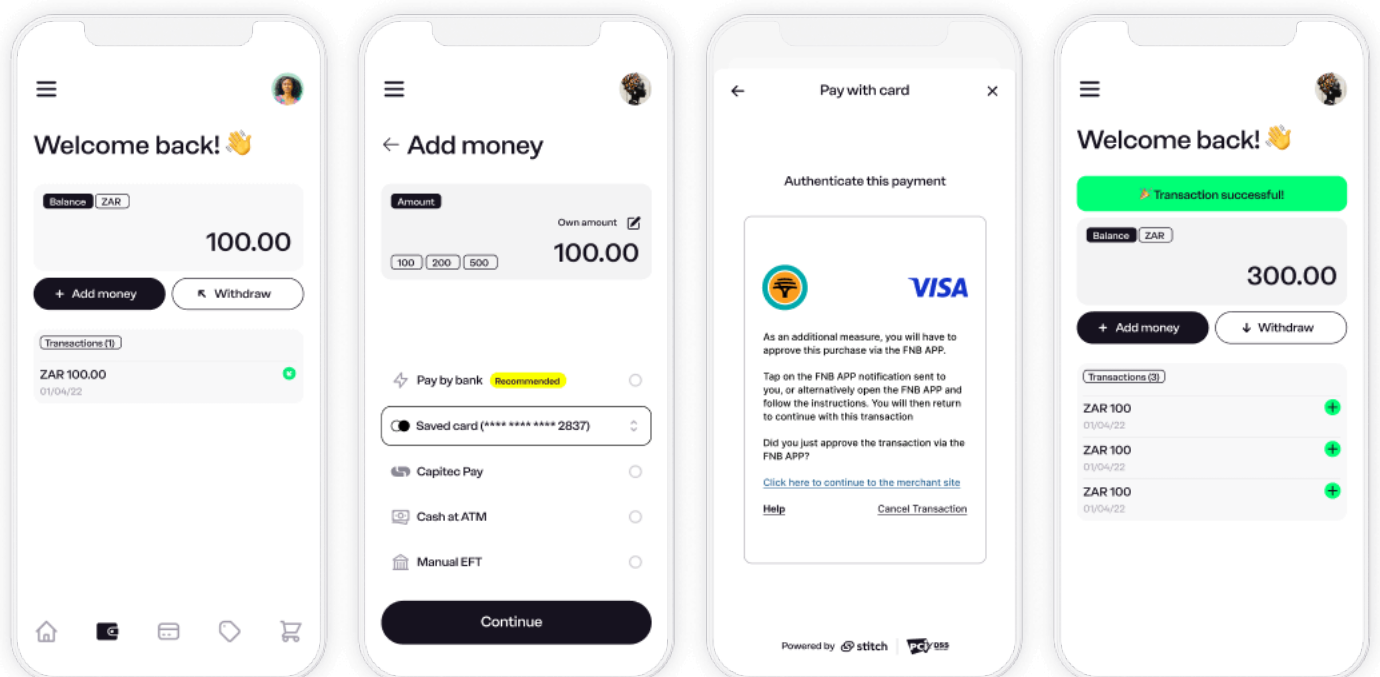 Welcome back! 👋
Balance ZAR
100.00
+ Add money
Withdraw
Transactions (1)
ZAR 100.00
01/04/22
← Add money
Amount
Own amount
100 200 500
100.00
Pay by bank Recommended
Saved card (**** **** **** 2837)
Capitec Pay
Cash at ATM
Manual EFT
Continue
Pay with card
Authenticate this payment
VISA
As an additional measure, you will have to
approve this purchase via the FNB APP.
Tap on the FNB APP notification sent to
you, or alternatively open the FNB APP and
follow the instructions. You will then return
to continue with this transaction
Did you just approve the transaction via the
FNB APP?
Click here to continue to the merchant site
Help Cancel Transaction
Powered by stitch PCI DSS
Welcome back! 👋
🎉 Transaction successful!
Balance ZAR
300.00
+ Add money
Withdraw
Transactions (3)
ZAR 100
01/04/22
ZAR 100
01/04/22
ZAR 100
01/04/22